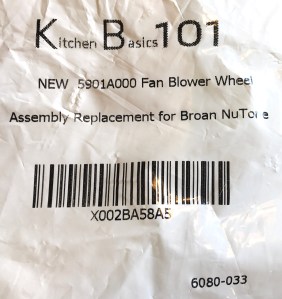 Kitchen Basics 101
NEW 5901A000 Fan Blower Wheel
Assembly Replacement for Broan NuTone
X002BA58A5
6080-033